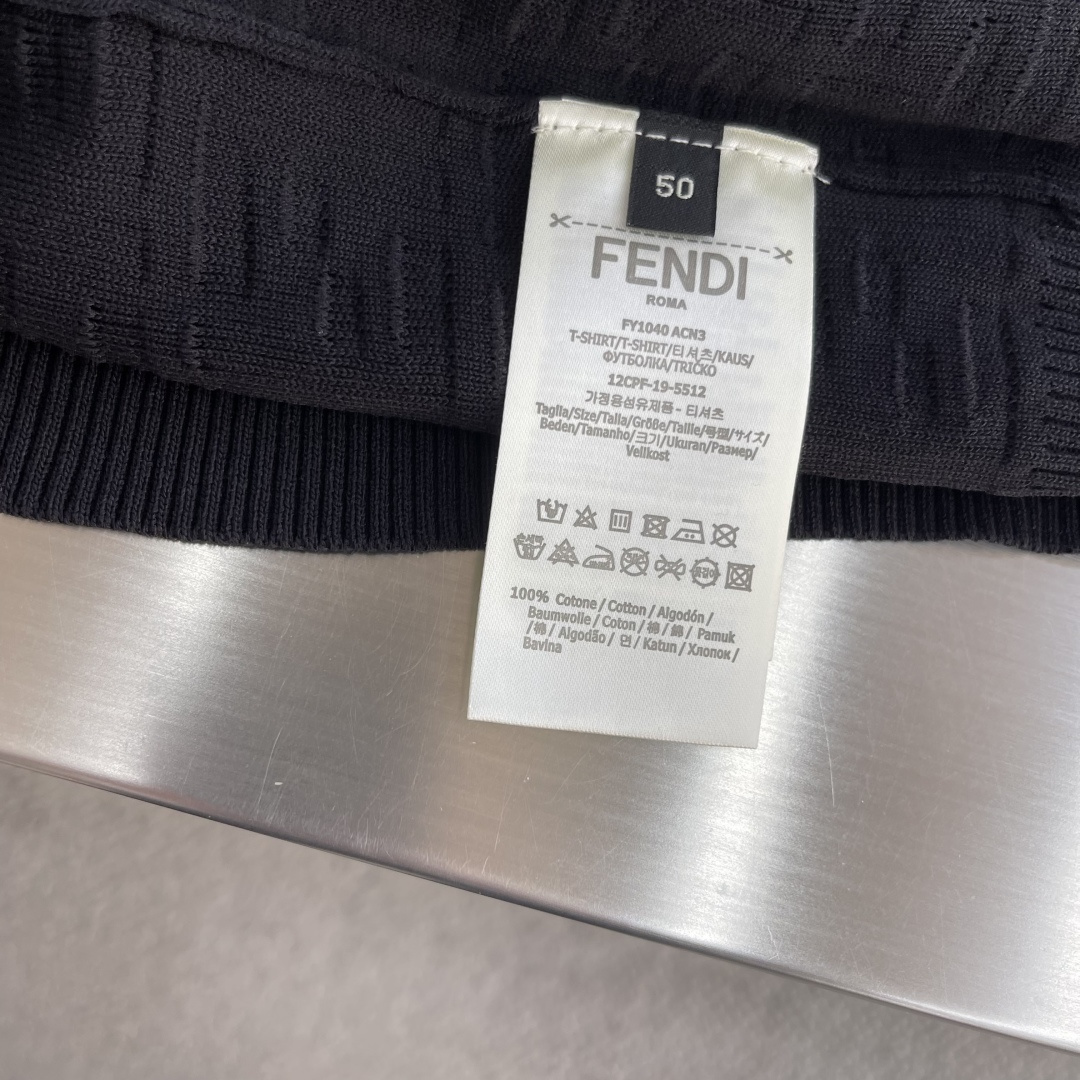 50
FENDI
ROMA
FY1040 ACN3
T-SHIRT/T-SHIRT/티셔츠/KAUS/
ФУТБОЛКА/TRIČKO
12CPF-19-5512
가정용섬유제품 - 티셔츠
Taglia/Size/Talla/Größe/Taille/号型/サイズ/
Beden/Tamanho/크기/Ukuran/Размер/
Velikost
100% Cotone / Cotton / Algodón /
Baumwolle / Coton / 棉 / 綿 / Pamuk
/棉/ Algodão / 면 / Katun / Хлопок /
Bavlna